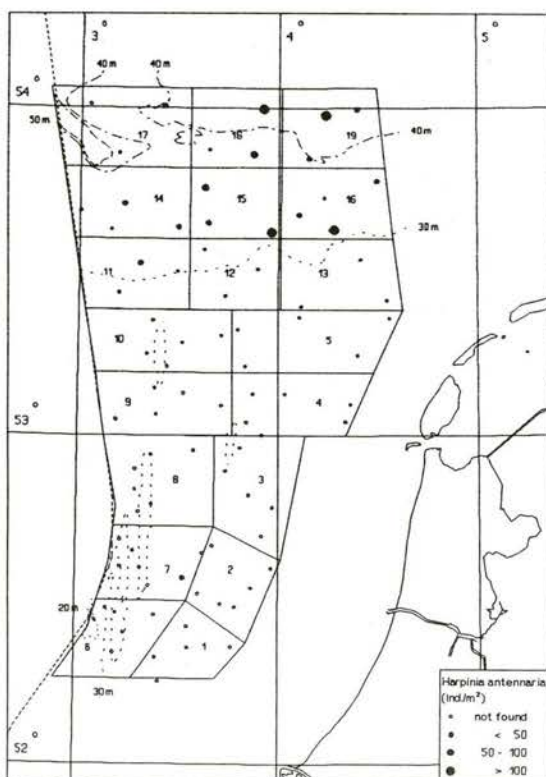 3 4 5
40 m 40 m
54
50 m
17 18 19
40 m
14 15 16
30 m
11 12 13
10 5
9 4
53
8 3
7 2
20 m
6 1
30 m
52
Harpinia antennaria
(Ind./m²)
not found
< 50
50 - 100
> 100